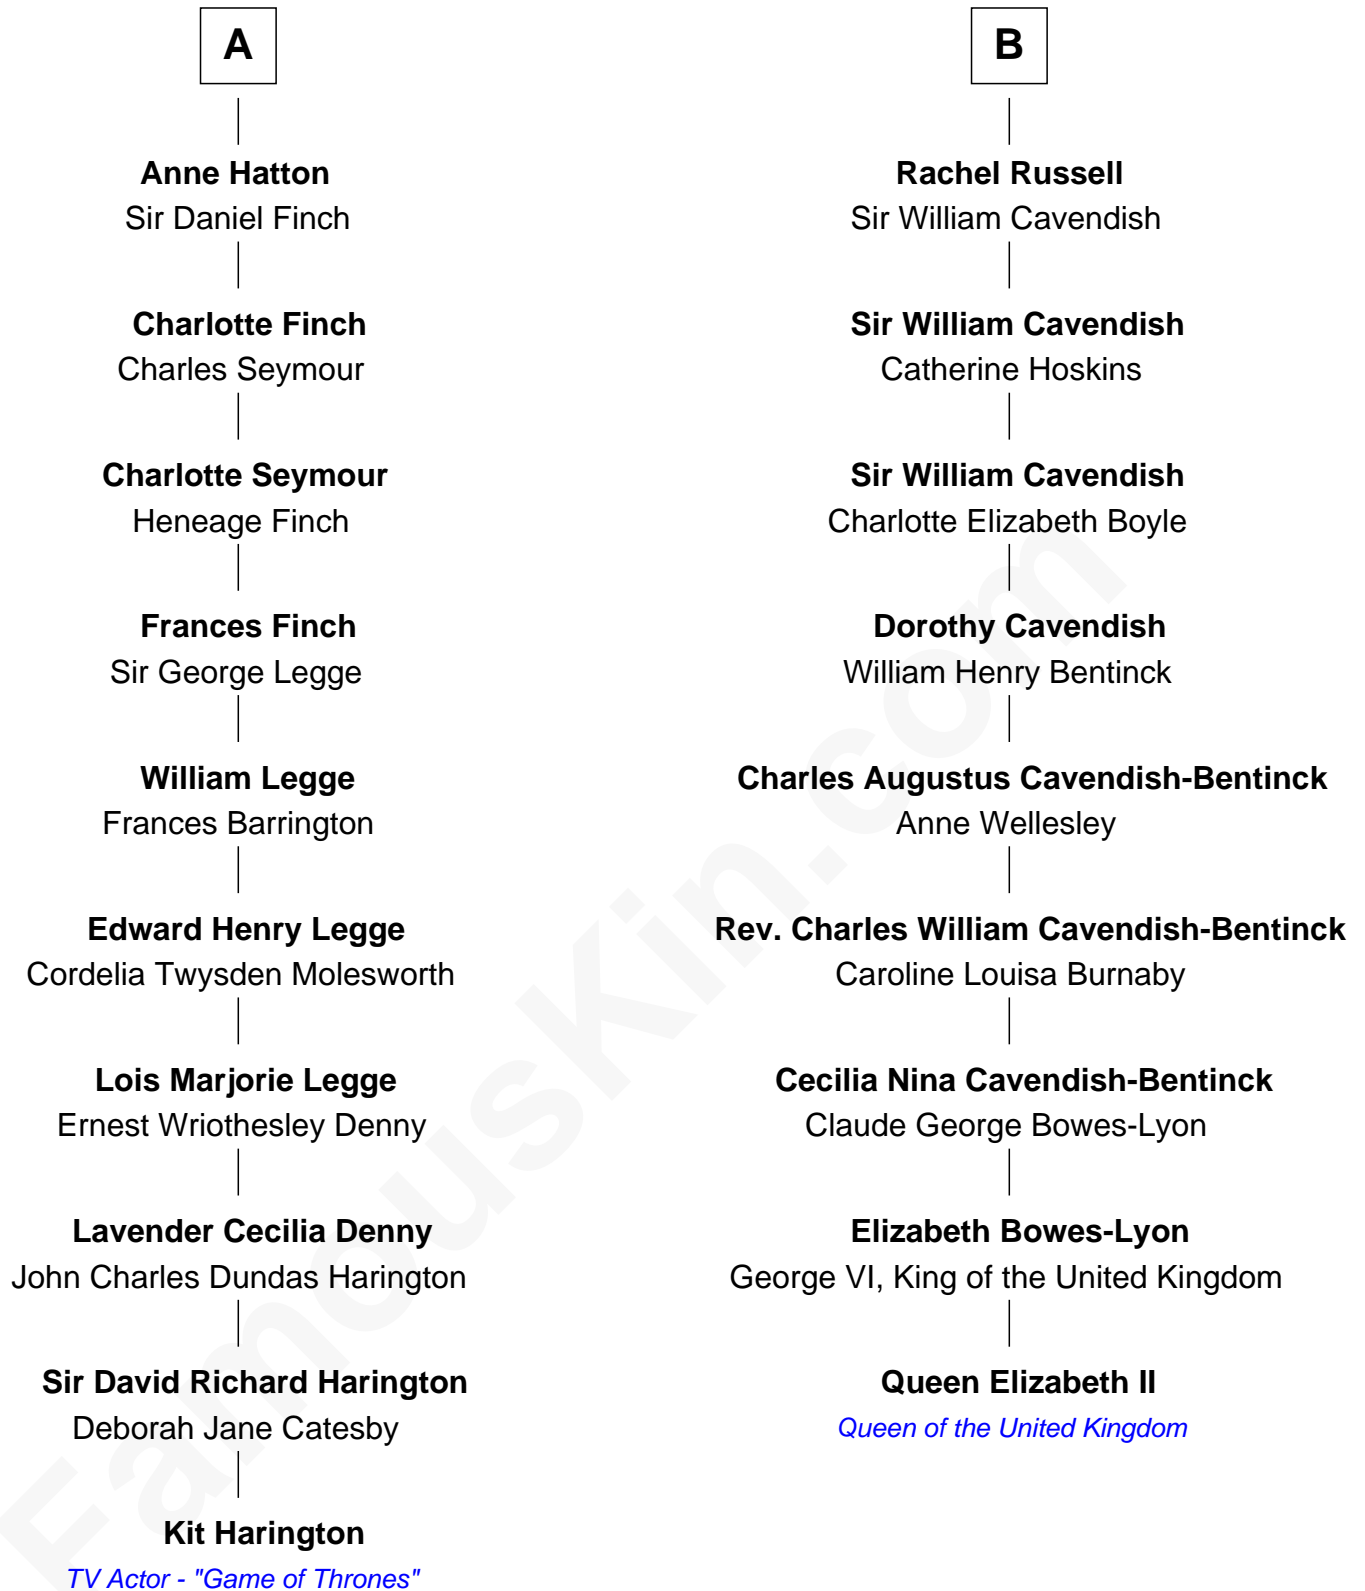 A
Anne Hatton
Sir Daniel Finch
Charlotte Finch
Charles Seymour
Charlotte Seymour
Heneage Finch
Frances Finch
Sir George Legge
William Legge
Frances Barrington
Edward Henry Legge
Cordelia Twysden Molesworth
Lois Marjorie Legge
Ernest Wriothesley Denny
Lavender Cecilia Denny
John Charles Dundas Harington
Sir David Richard Harington
Deborah Jane Catesby
Kit Harington
TV Actor - "Game of Thrones"
B
Rachel Russell
Sir William Cavendish
Sir William Cavendish
Catherine Hoskins
Sir William Cavendish
Charlotte Elizabeth Boyle
Dorothy Cavendish
William Henry Bentinck
Charles Augustus Cavendish-Bentinck
Anne Wellesley
Rev. Charles William Cavendish-Bentinck
Caroline Louisa Burnaby
Cecilia Nina Cavendish-Bentinck
Claude George Bowes-Lyon
Elizabeth Bowes-Lyon
George VI, King of the United Kingdom
Queen Elizabeth II
Queen of the United Kingdom
FamousKin.com